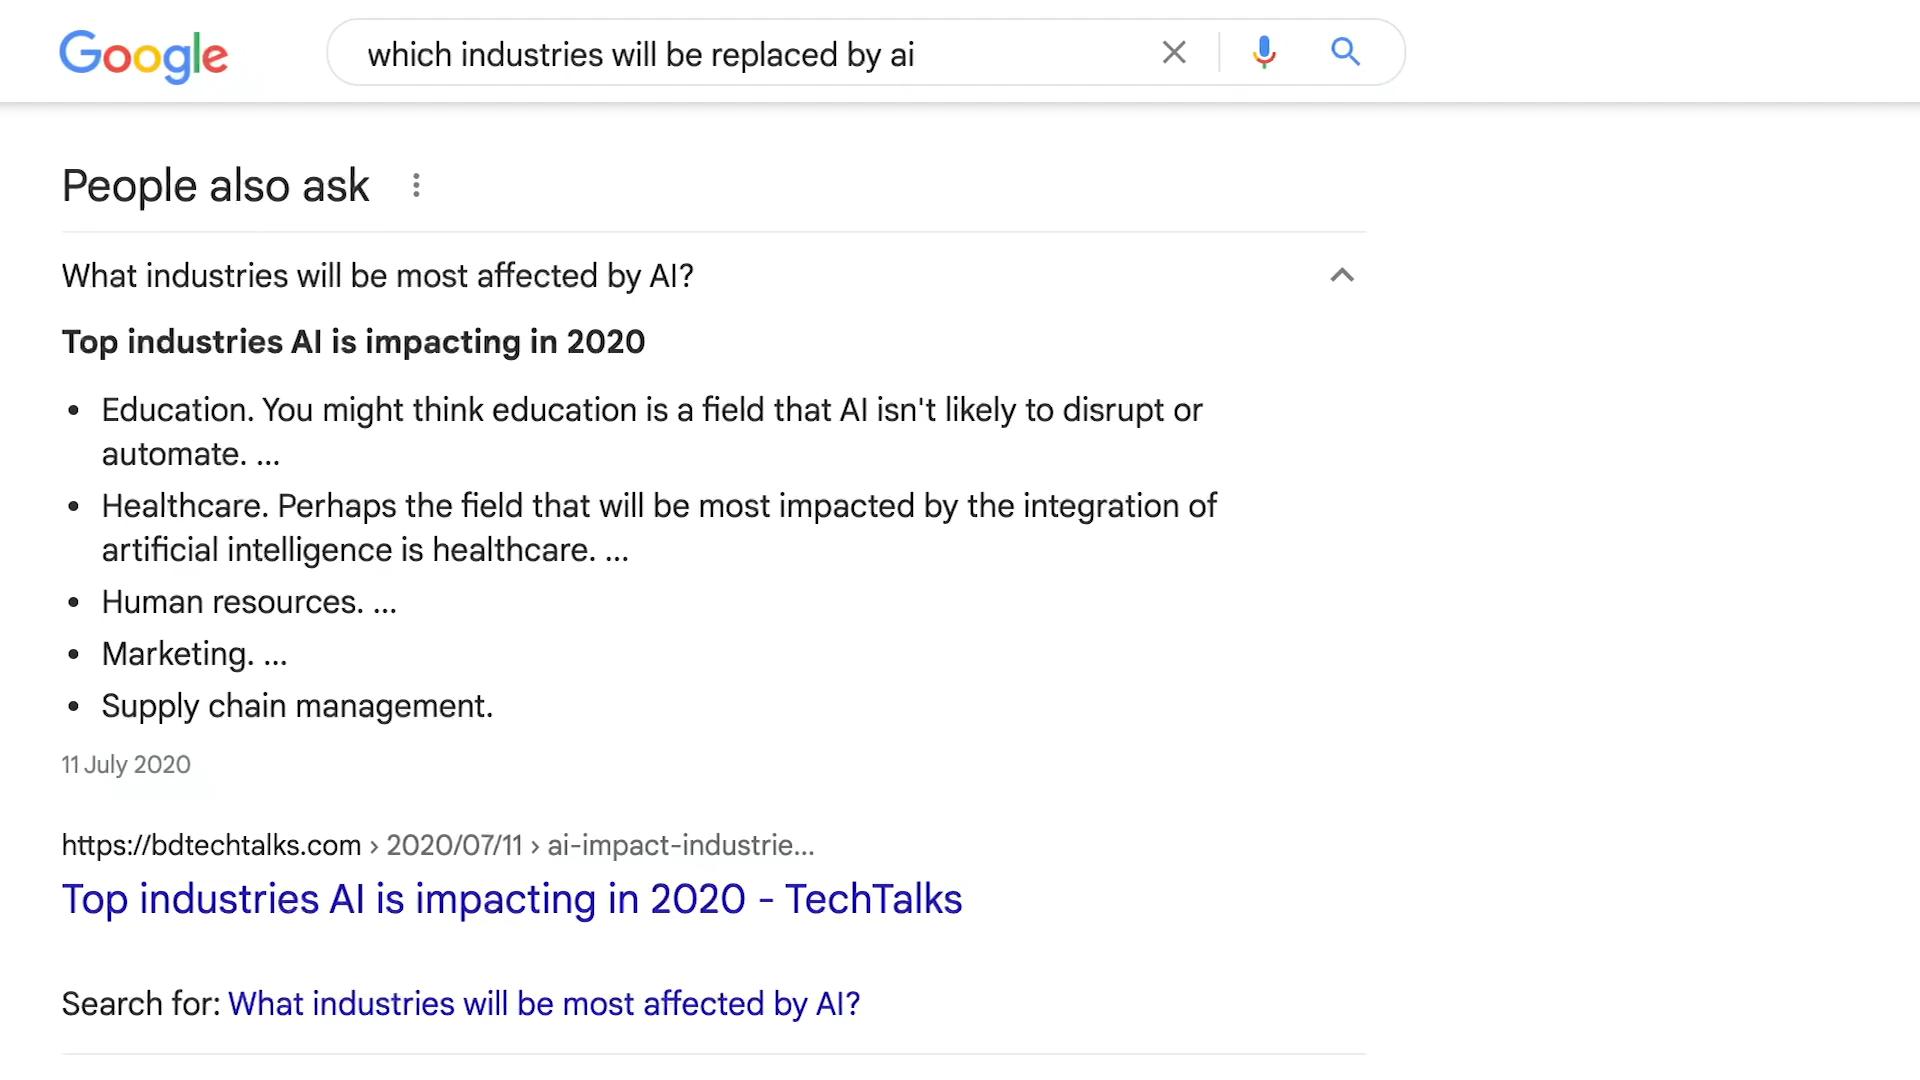 Google
which industries will be replaced by ai
People also ask
What industries will be most affected by AI?
Top industries AI is impacting in 2020
• Education. You might think education is a field that AI isn't likely to disrupt or
automate. ...
• Healthcare. Perhaps the field that will be most impacted by the integration of
artificial intelligence is healthcare. ...
• Human resources. ...
• Marketing. ...
• Supply chain management.
11 July 2020
https://bdtechtalks.com › 2020/07/11 › ai-impact-industrie...
Top industries AI is impacting in 2020 - TechTalks
Search for: What industries will be most affected by AI?